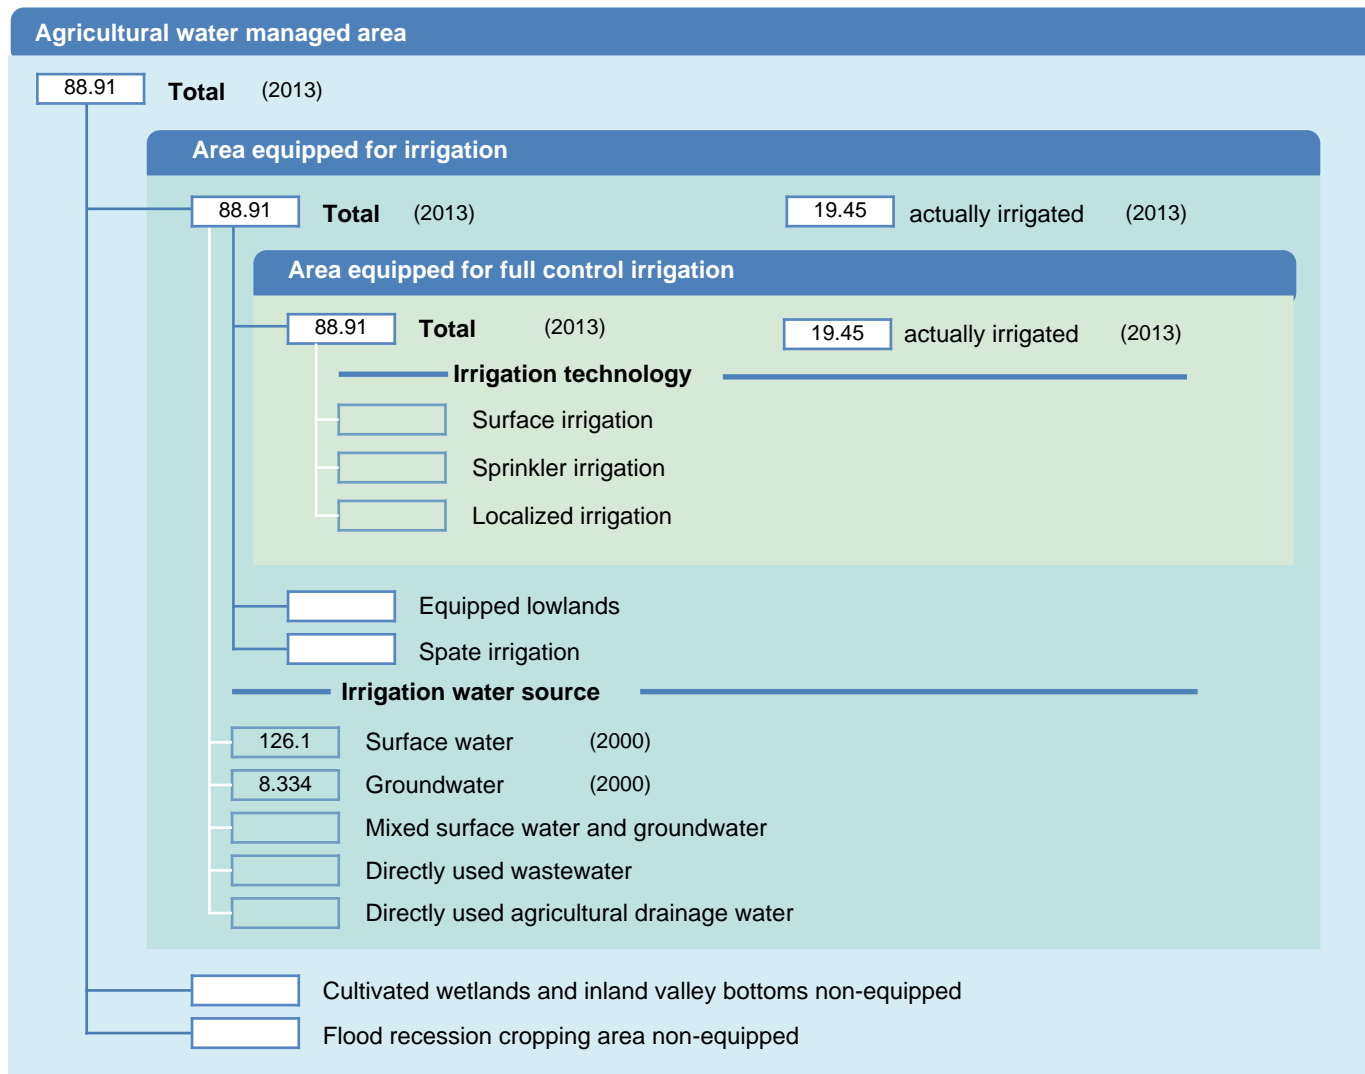 Agricultural water managed area
88.91 Total (2013)
Area equipped for irrigation
88.91 Total (2013) 19.45 actually irrigated (2013)
Area equipped for full control irrigation
88.91 Total (2013) 19.45 actually irrigated (2013)
Irrigation technology
Surface irrigation
Sprinkler irrigation
Localized irrigation
Equipped lowlands
Spate irrigation
Irrigation water source
126.1 Surface water (2000)
8.334 Groundwater (2000)
Mixed surface water and groundwater
Directly used wastewater
Directly used agricultural drainage water
Cultivated wetlands and inland valley bottoms non-equipped
Flood recession cropping area non-equipped